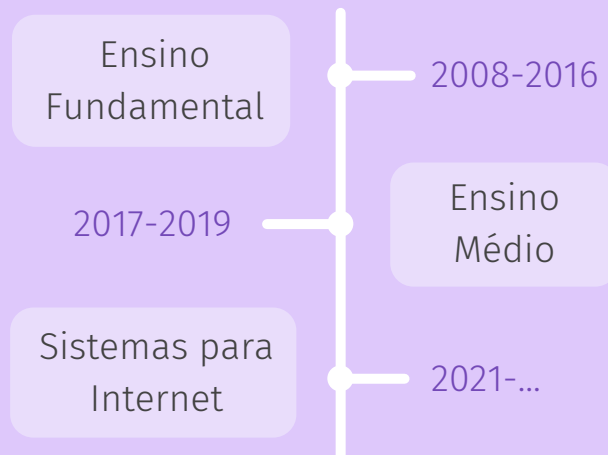 Ensino
Fundamental
2008-2016
2017-2019
Ensino
Médio
Sistemas para
Internet
2021-...